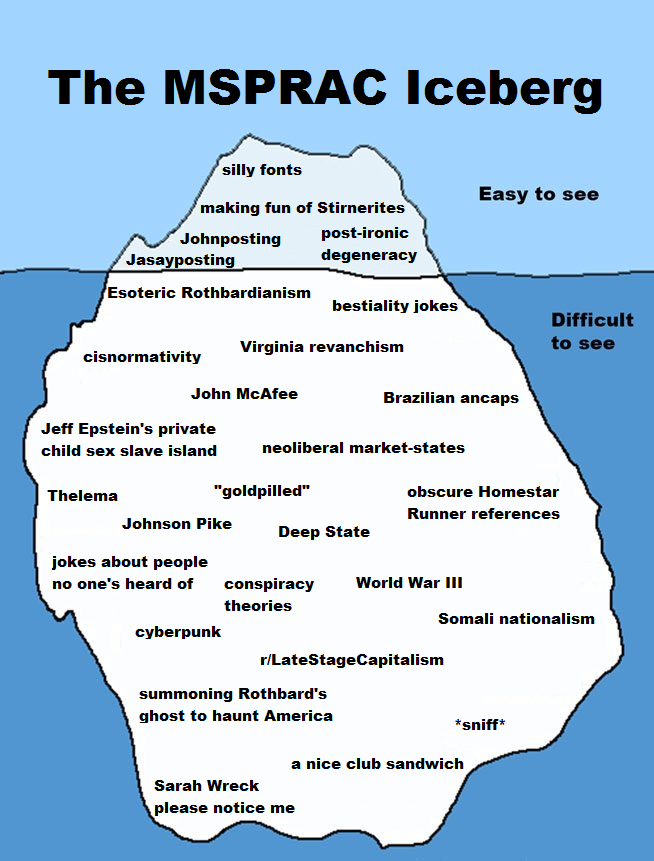 The MSPRAC Iceberg
silly fonts
Easy to see
making fun of Stirnerites
Johnposting
post-ironic
degeneracy
Jasayposting
Esoteric Rothbardianism
bestiality jokes
Difficult
to see
Virginia revanchism
cisnormativity
John McAfee
Brazilian ancaps
Jeff Epstein's private
child sex slave island
neoliberal market-states
Thelema
"goldpilled"
obscure Homestar
Runner references
Johnson Pike
Deep State
jokes about people
no one's heard of
conspiracy
theories
World War III
Somali nationalism
cyberpunk
r/LateStageCapitalism
summoning Rothbard's
ghost to haunt America
*sniff*
a nice club sandwich
Sarah Wreck
please notice me